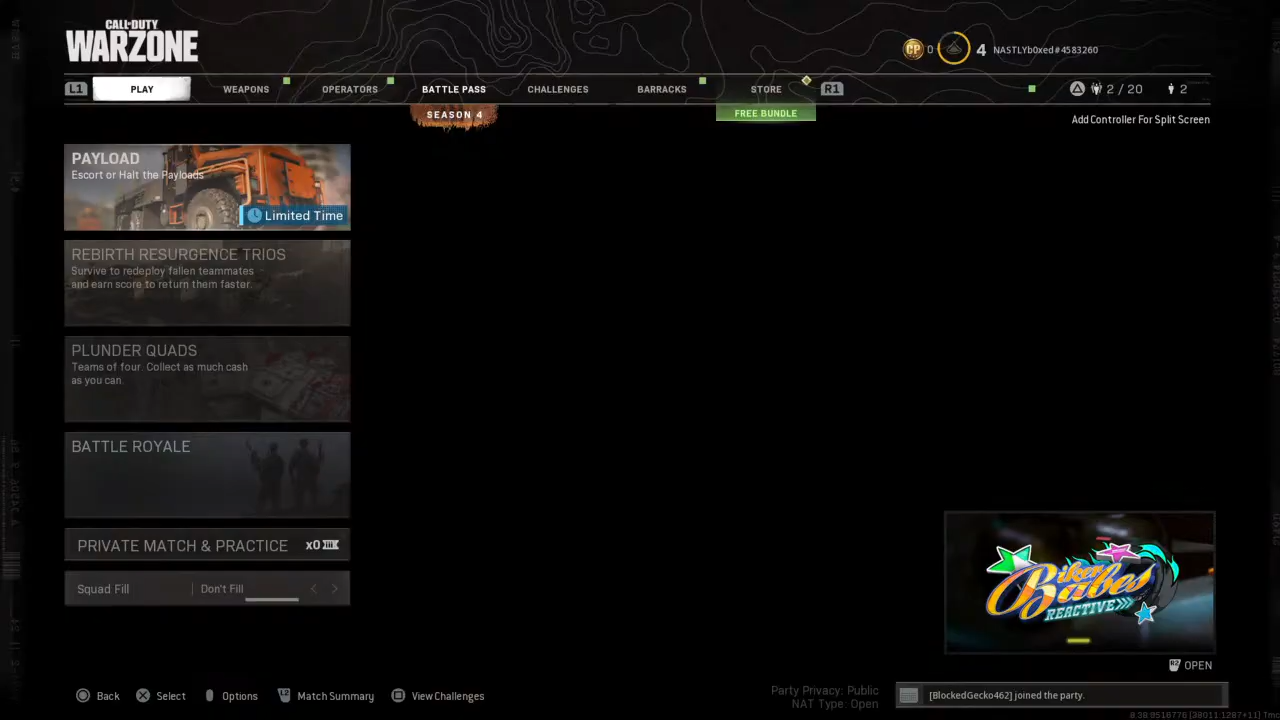 CALL OF DUTY
WARZONE
CP 0 4 NASTLYb0xed#4583260
L1 PLAY WEAPONS OPERATORS BATTLE PASS CHALLENGES BARRACKS STORE R1 2 / 20 2
SEASON 4
FREE BUNDLE
Add Controller For Split Screen
PAYLOAD
Escort or Halt the Payloads
Limited Time
REBIRTH RESURGENCE TRIOS
Survive to redeploy fallen teammates
and earn score to return them faster.
PLUNDER QUADS
Teams of four. Collect as much cash
as you can.
BATTLE ROYALE
PRIVATE MATCH & PRACTICE x0
Squad Fill Don't Fill
Biker Babes
REACTIVE
R2 OPEN
Back Select Options L2 Match Summary View Challenges
Party Privacy: Public
NAT Type: Open
[BlockedGecko462] joined the party.